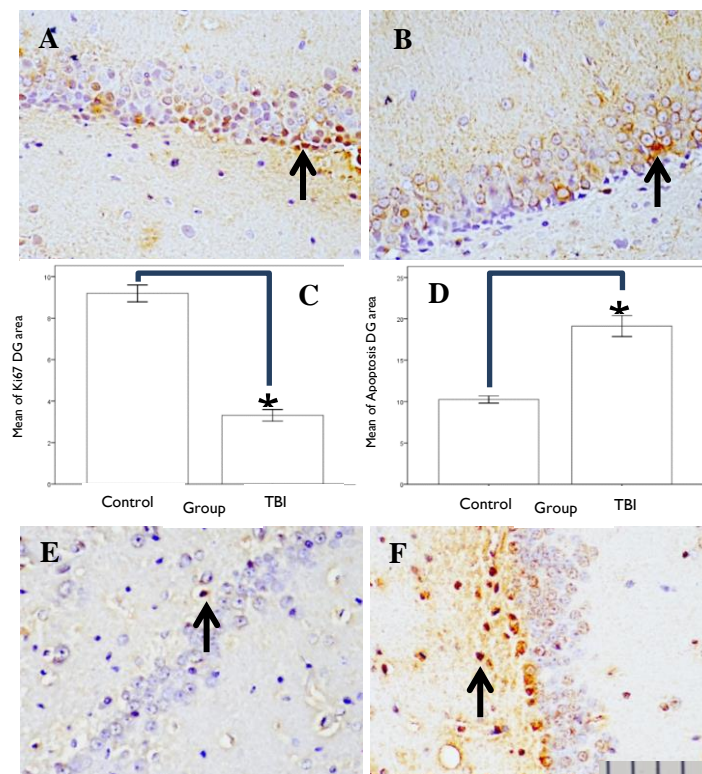 A
B
C
Mean of Ki67 DG area
10
8
6
4
2
0
*
Control
Group
TBI
D
Mean of Apoptosis DG area
25
20
15
10
5
0
*
Control
Group
TBI
E
F